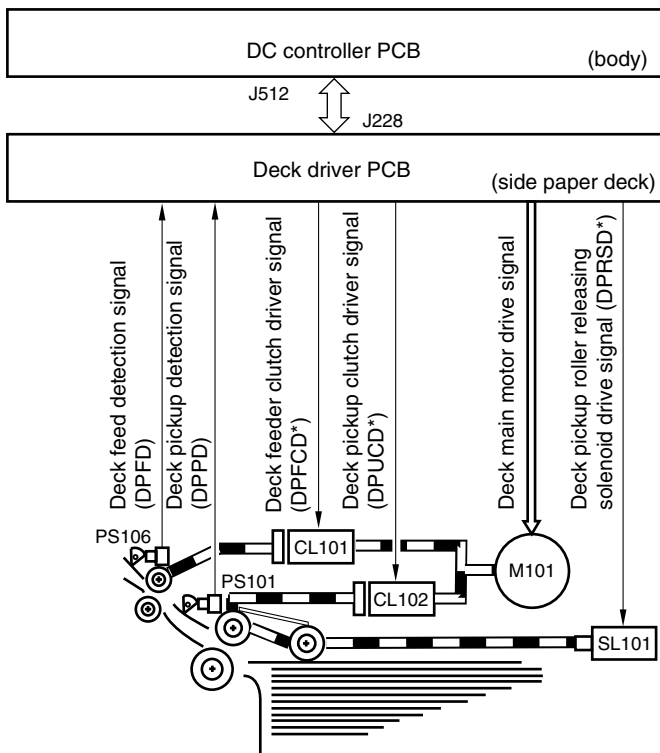 DC controller PCB
(body)
J512
J228
Deck driver PCB
(side paper deck)
Deck feed detection signal
(DPFD)
Deck pickup detection signal
(DPPD)
Deck feeder clutch driver signal
(DPFCD*)
Deck pickup clutch driver signal
(DPUCD*)
Deck main motor drive signal
Deck pickup roller releasing
solenoid drive signal (DPRSD*)
PS106
CL101
PS101
M101
CL102
SL101